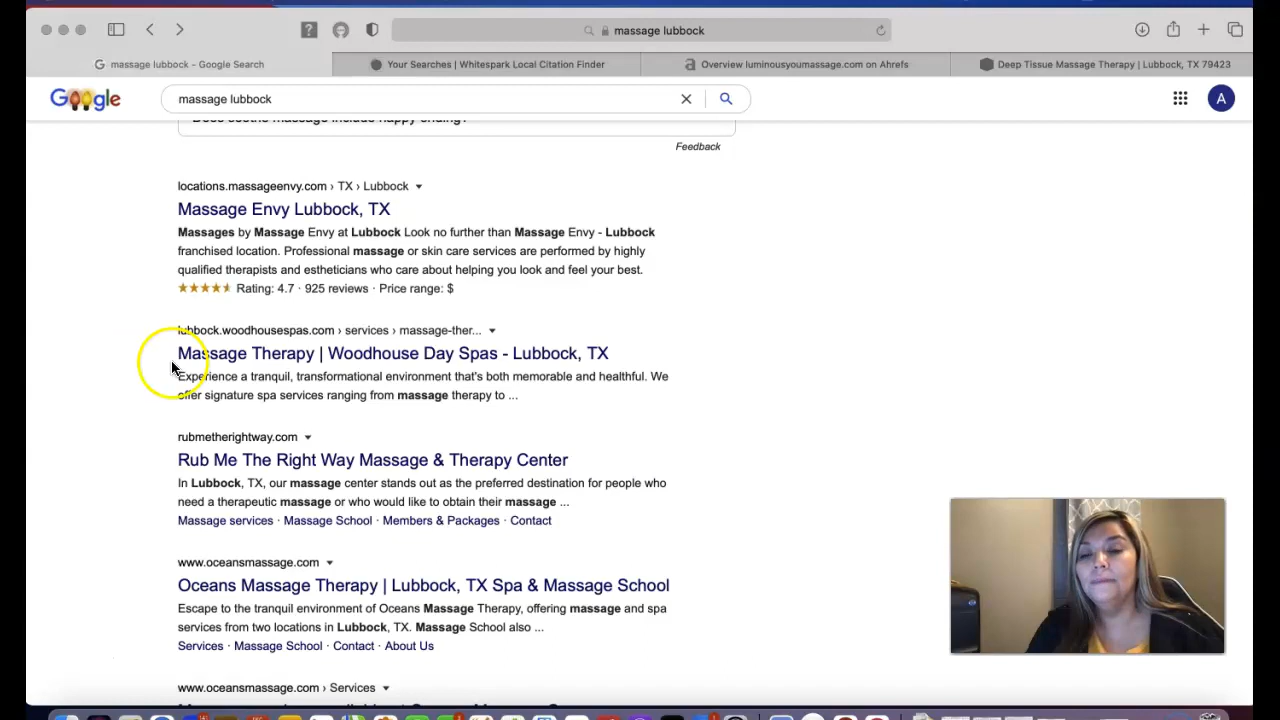 massage lubbock
massage lubbock – Google Search
Your Searches | Whitespark Local Citation Finder
Overview luminousyoumassage.com on Ahrefs
Deep Tissue Massage Therapy | Lubbock, TX 79423
Google
massage lubbock
A
Does soothe massage include happy ending?
Feedback
locations.massageenvy.com › TX › Lubbock
Massage Envy Lubbock, TX
Massages by Massage Envy at Lubbock Look no further than Massage Envy - Lubbock
franchised location. Professional massage or skin care services are performed by highly
qualified therapists and estheticians who care about helping you look and feel your best.
Rating: 4.7 · 925 reviews · Price range: $
lubbock.woodhousespas.com › services › massage-ther...
Massage Therapy | Woodhouse Day Spas - Lubbock, TX
Experience a tranquil, transformational environment that's both memorable and healthful. We
offer signature spa services ranging from massage therapy to ...
rubmetherightway.com
Rub Me The Right Way Massage & Therapy Center
In Lubbock, TX, our massage center stands out as the preferred destination for people who
need a therapeutic massage or who would like to obtain their massage ...
Massage services · Massage School · Members & Packages · Contact
www.oceansmassage.com
Oceans Massage Therapy | Lubbock, TX Spa & Massage School
Escape to the tranquil environment of Oceans Massage Therapy, offering massage and spa
services from two locations in Lubbock, TX. Massage School also ...
Services · Massage School · Contact · About Us
www.oceansmassage.com › Services